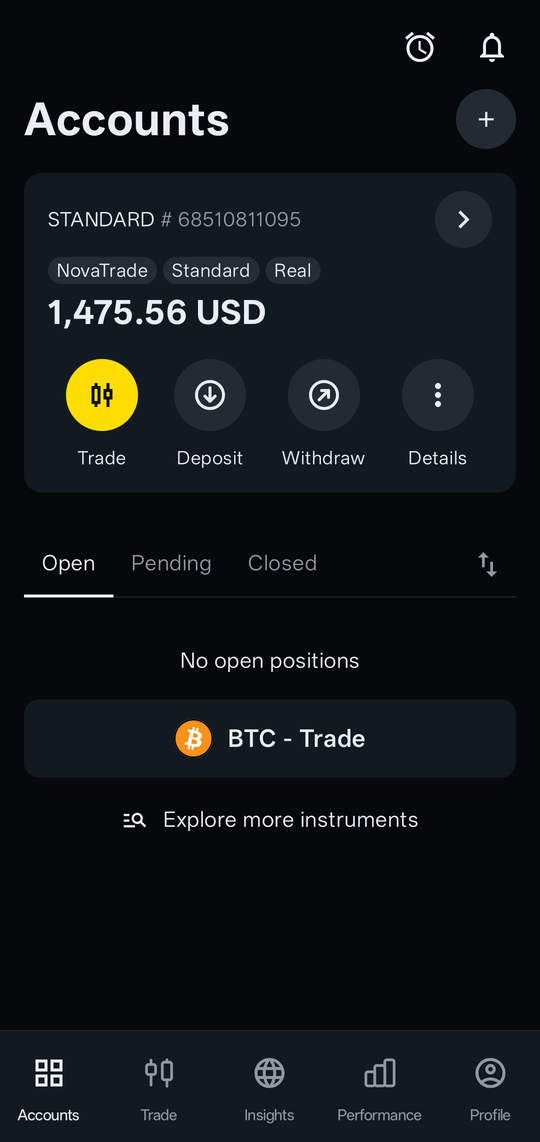 Accounts
STANDARD # 68510811095
NovaTrade Standard Real
1,475.56 USD
Trade Deposit Withdraw Details
Open Pending Closed
No open positions
BTC - Trade
Explore more instruments
Accounts Trade Insights Performance Profile